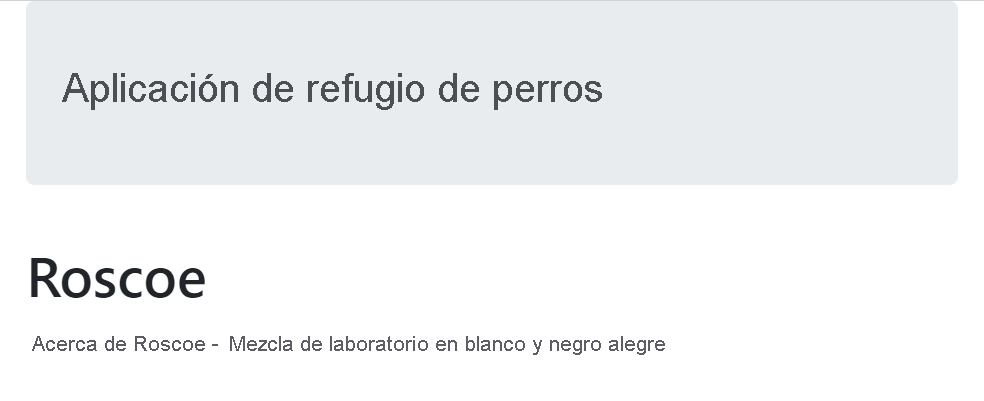 Aplicación de refugio de perros
Roscoe
Acerca de Roscoe - Mezcla de laboratorio en blanco y negro alegre